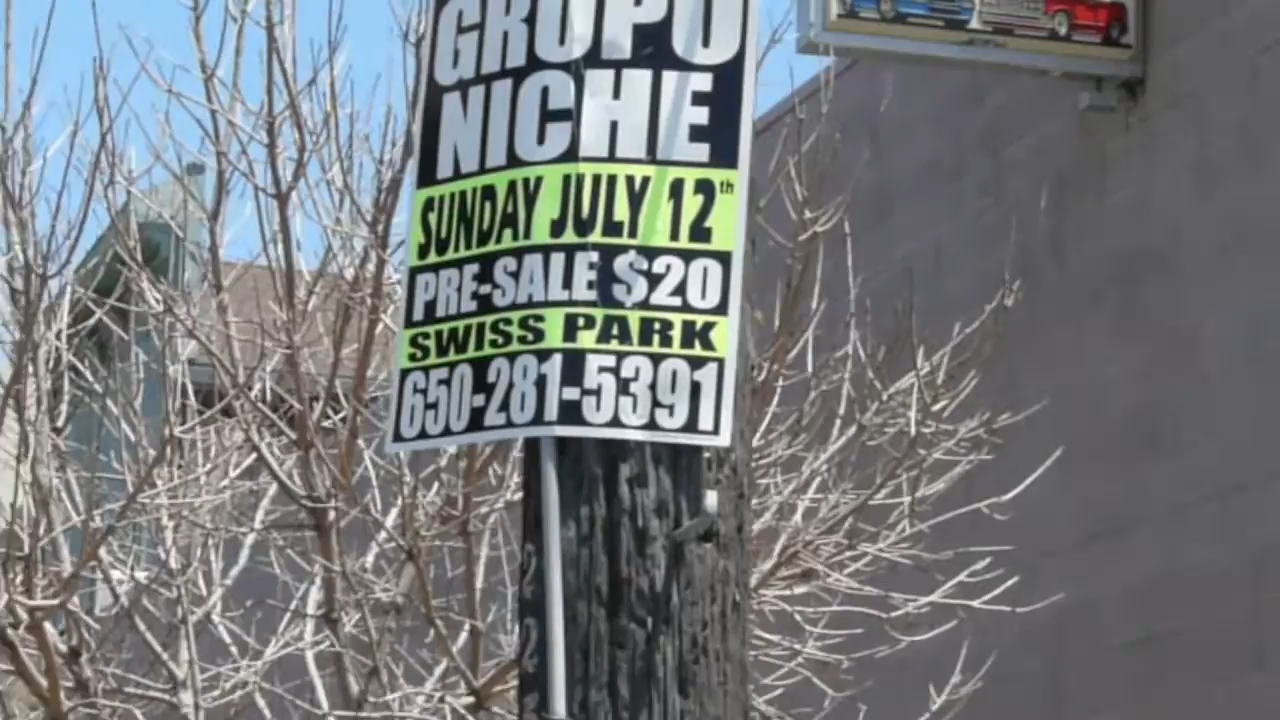 GRUPO
NICHE
SUNDAY JULY 12th
PRE-SALE $20
SWISS PARK
650-281-5391